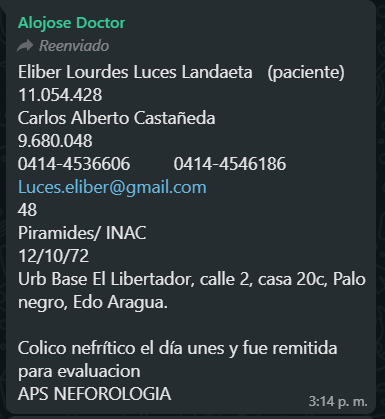 Alojose Doctor
Reenviado
Eliber Lourdes Luces Landaeta (paciente)
11.054.428
Carlos Alberto Castañeda
9.680.048
0414-4536606 0414-4546186
Luces.eliber@gmail.com
48
Piramides/ INAC
12/10/72
Urb Base El Libertador, calle 2, casa 20c, Palo
negro, Edo Aragua.
Colico nefrítico el día unes y fue remitida
para evaluacion
APS NEFOROLOGIA
3:14 p. m.